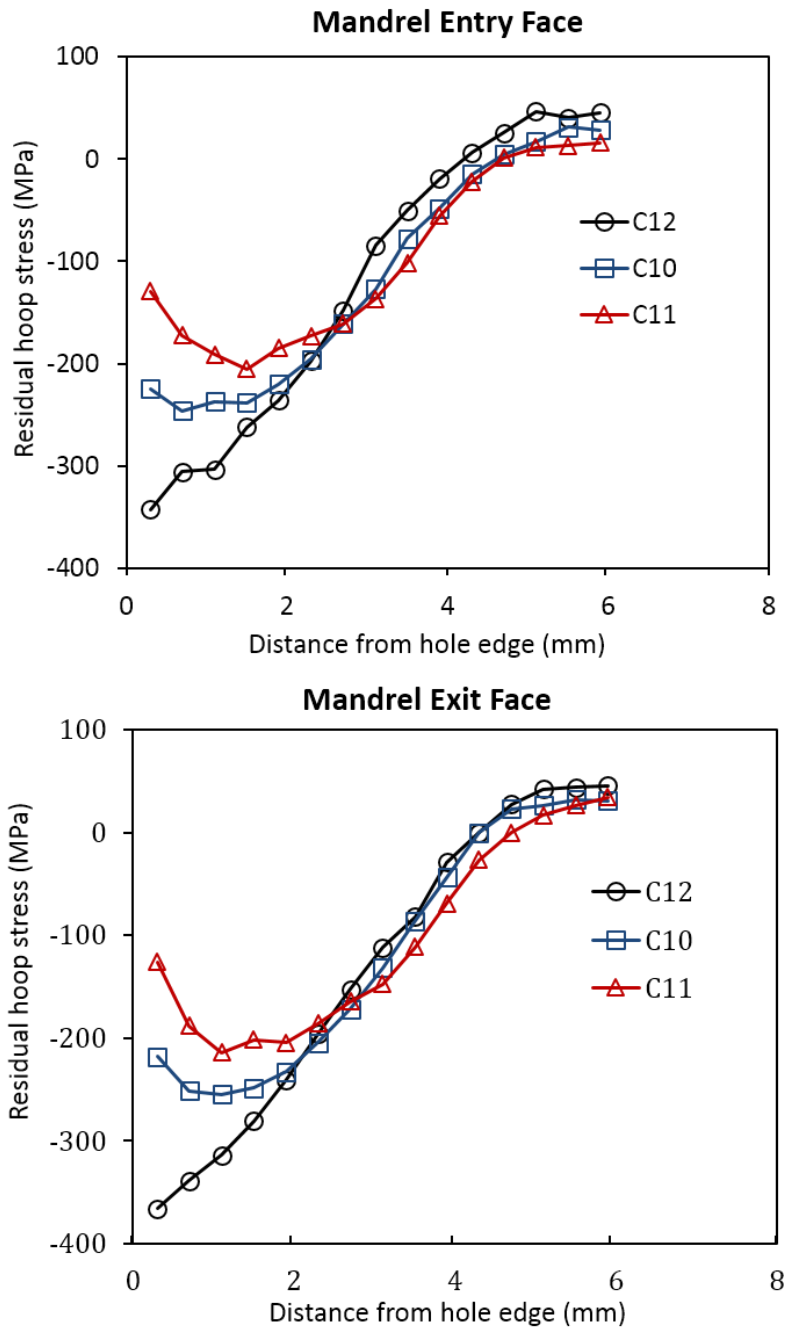 Mandrel Entry Face
100
0
-100
-200
-300
-400
Residual hoop stress (MPa)
C12
C10
C11
0 2 4 6 8
Distance from hole edge (mm)
Mandrel Exit Face
100
0
-100
-200
-300
-400
Residual hoop stress (MPa)
C12
C10
C11
0 2 4 6 8
Distance from hole edge (mm)